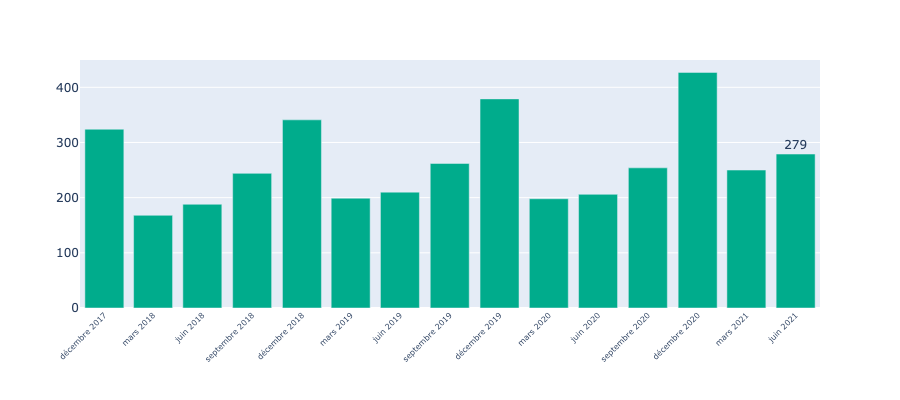 400
300
200
100
0
279
décembre 2017
mars 2018
juin 2018
septembre 2018
décembre 2018
mars 2019
juin 2019
septembre 2019
décembre 2019
mars 2020
juin 2020
septembre 2020
décembre 2020
mars 2021
juin 2021